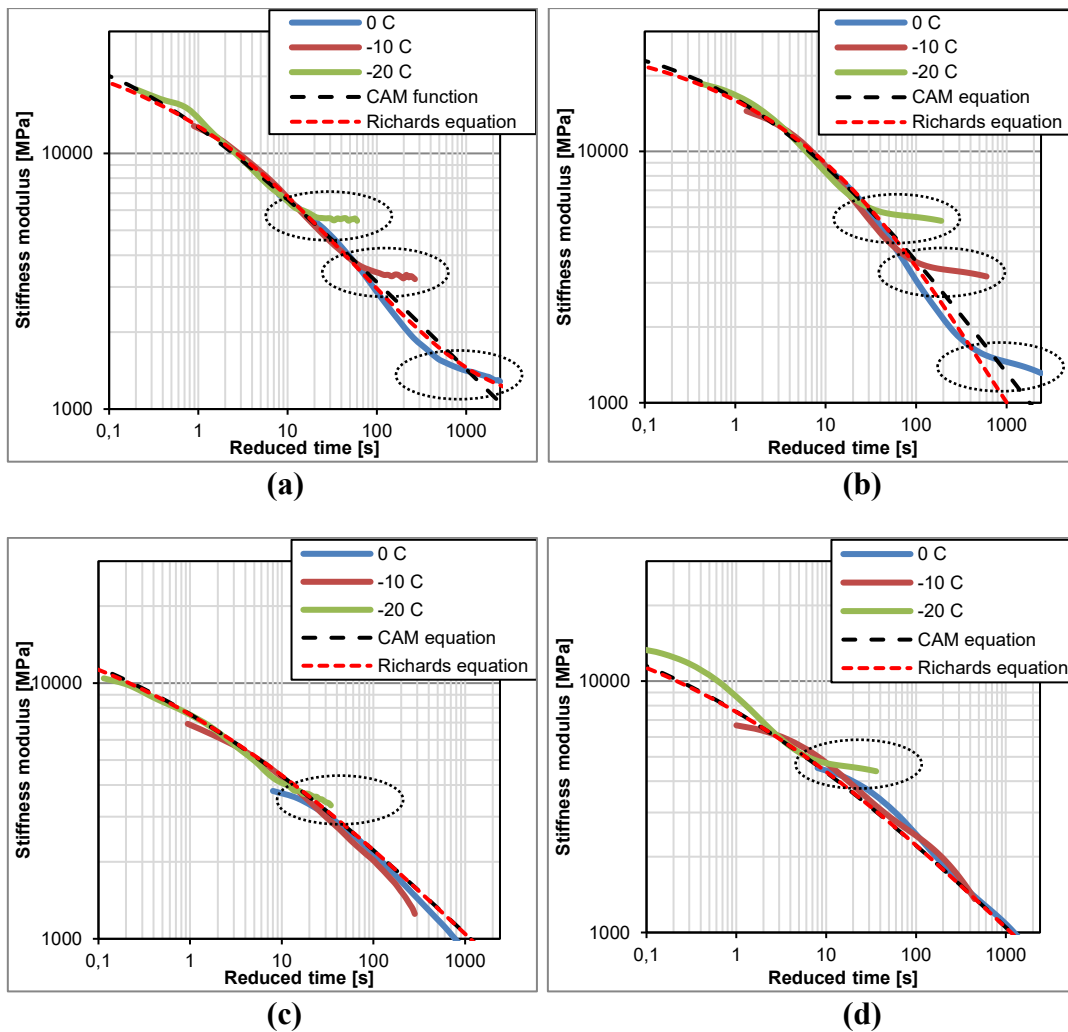 0 C
-10 C
-20 C
CAM function
Richards equation
Stiffness modulus [MPa]
10000
1000
0,1
1
10
100
1000
Reduced time [s]
(a)
0 C
-10 C
-20 C
CAM equation
Richards equation
Stiffness modulus [MPa]
10000
1000
0,1
1
10
100
1000
Reduced time [s]
(b)
0 C
-10 C
-20 C
CAM equation
Richards equation
Stiffness modulus [MPa]
10000
1000
0,1
1
10
100
1000
Reduced time [s]
(c)
0 C
-10 C
-20 C
CAM equation
Richards equation
Stiffness modulus [MPa]
10000
1000
0,1
1
10
100
1000
Reduced time [s]
(d)